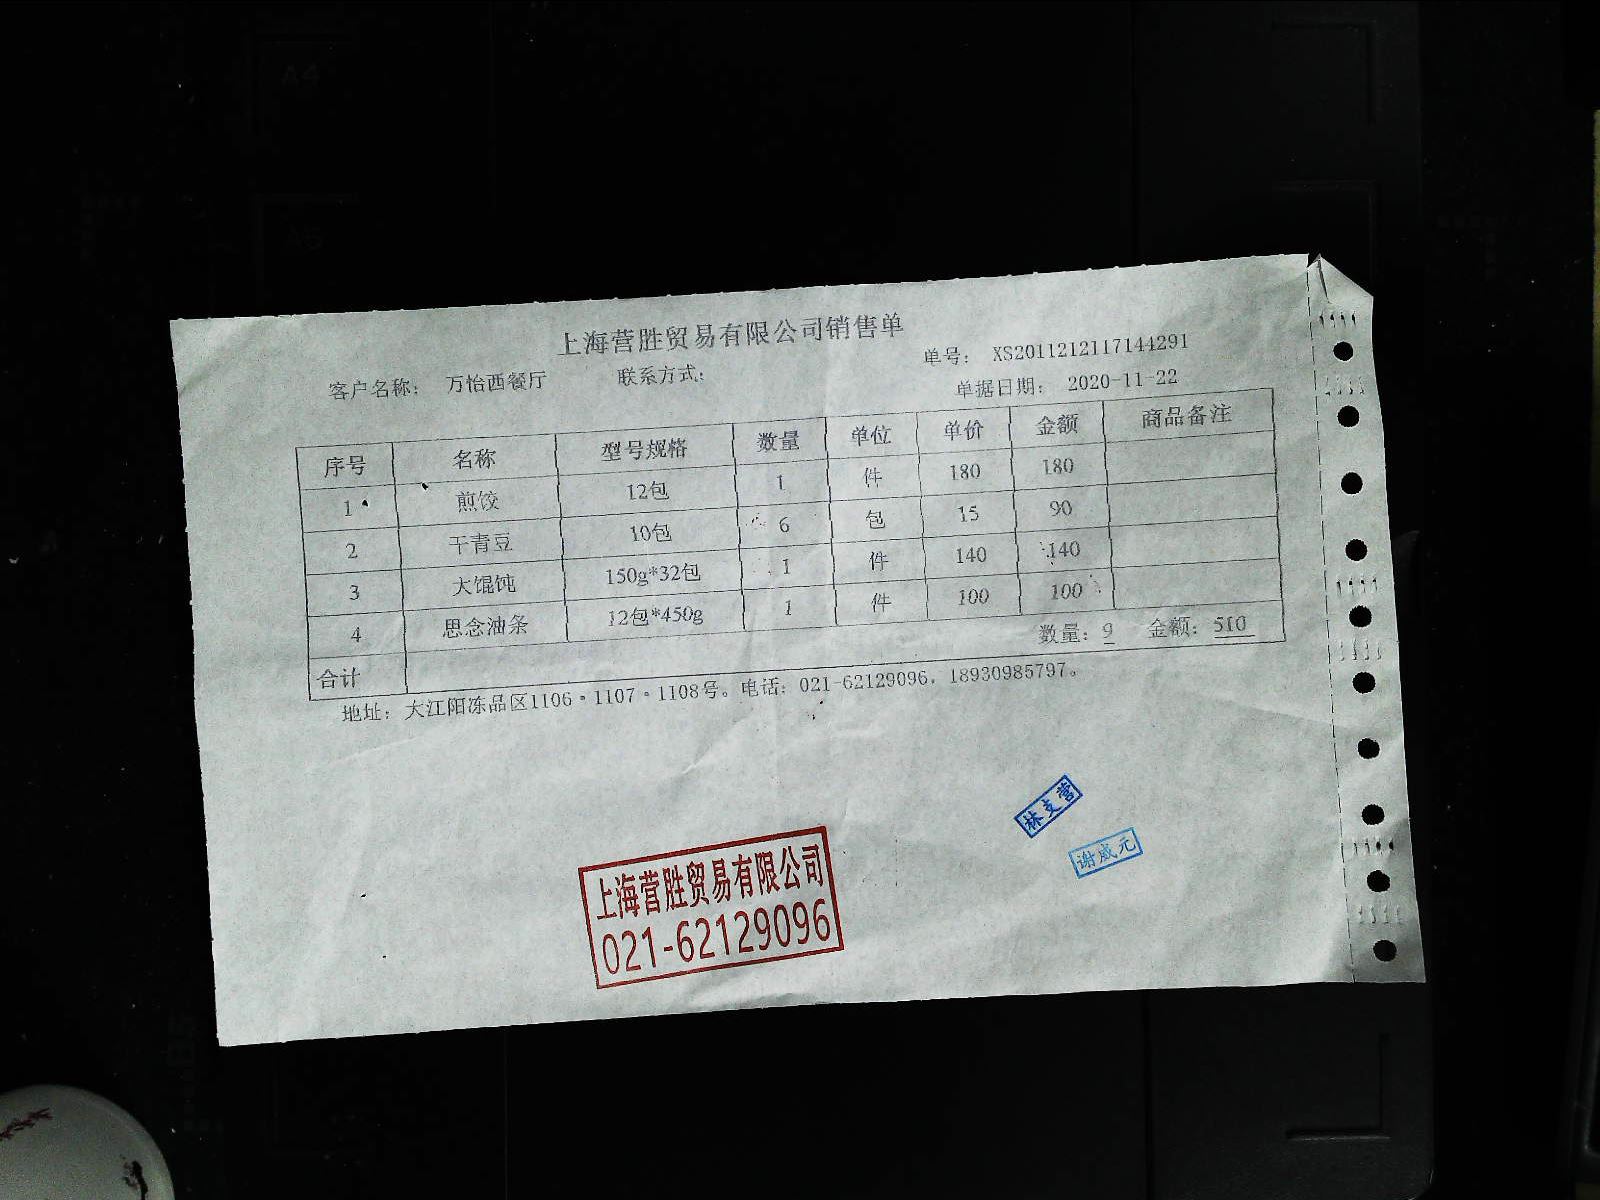 上海营胜贸易有限公司销售单
客户名称: 万怡西餐厅 联系方式: 单号: XS2011212117144291
单据日期: 2020-11-22
序号 名称 型号规格 数量 单位 单价 金额 商品备注
1 煎饺 12包 1 件 180 180
2 干青豆 10包 6 包 15 90
3 大馄饨 150g*32包 1 件 140 140
4 思念油条 12包*450g 1 件 100 100
合计 数量: 9 金额: 510
地址: 大江阳冻品区1106·1107·1108号。电话: 021-62129096, 18930985797。
林支营
谢咸元
上海营胜贸易有限公司
021-62129096
A4
A5